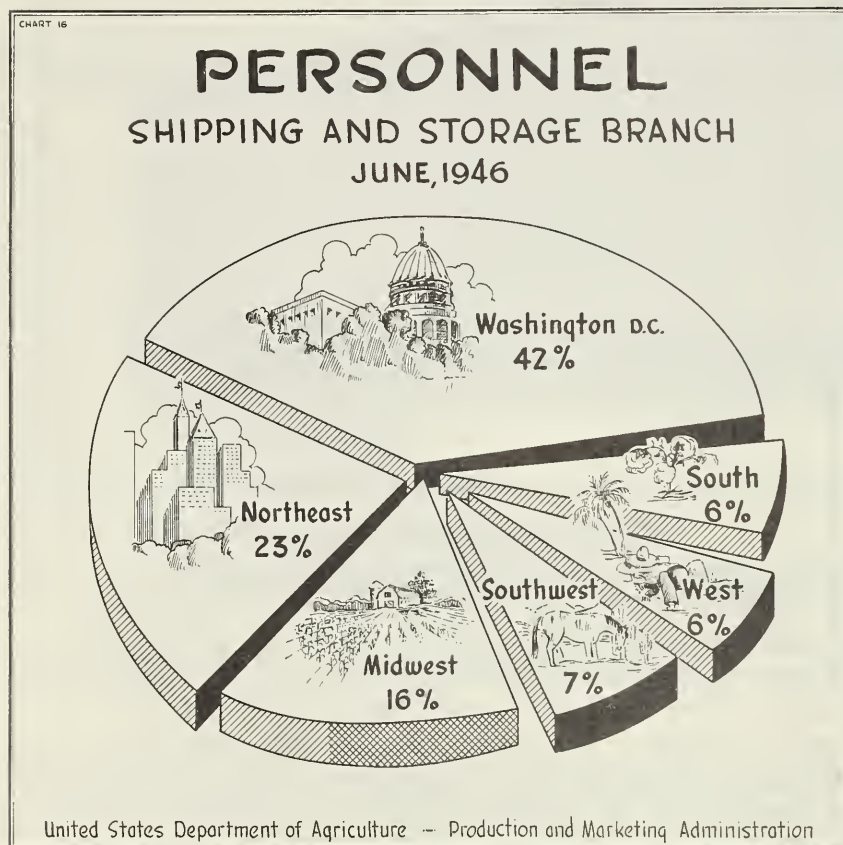 CHART 16
PERSONNEL
SHIPPING AND STORAGE BRANCH
JUNE, 1946
Washington D.C.
42%
Northeast
23%
Midwest
16%
Southwest
7%
West
6%
South
6%
United States Department of Agriculture — Production and Marketing Administration